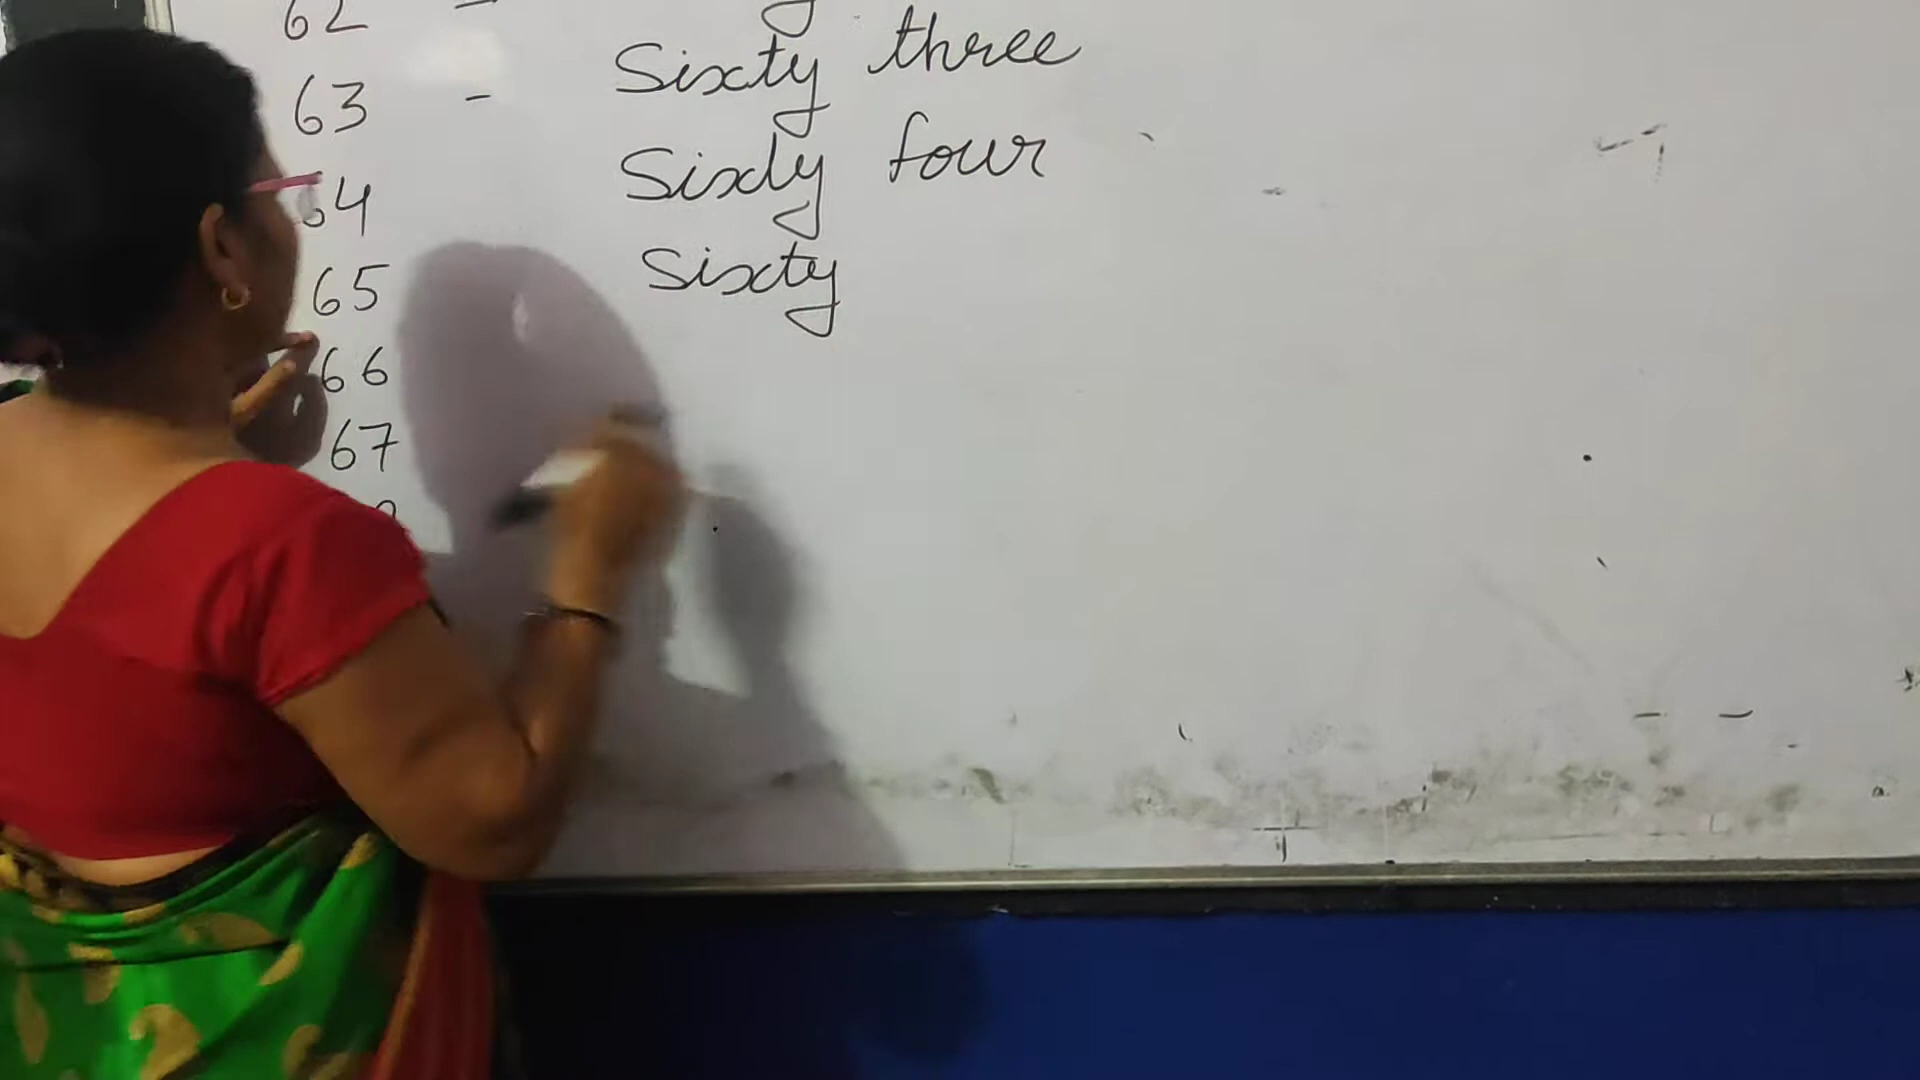 62 -
63 - Sixty three
64 Sixty four
65 Sixty
66
67